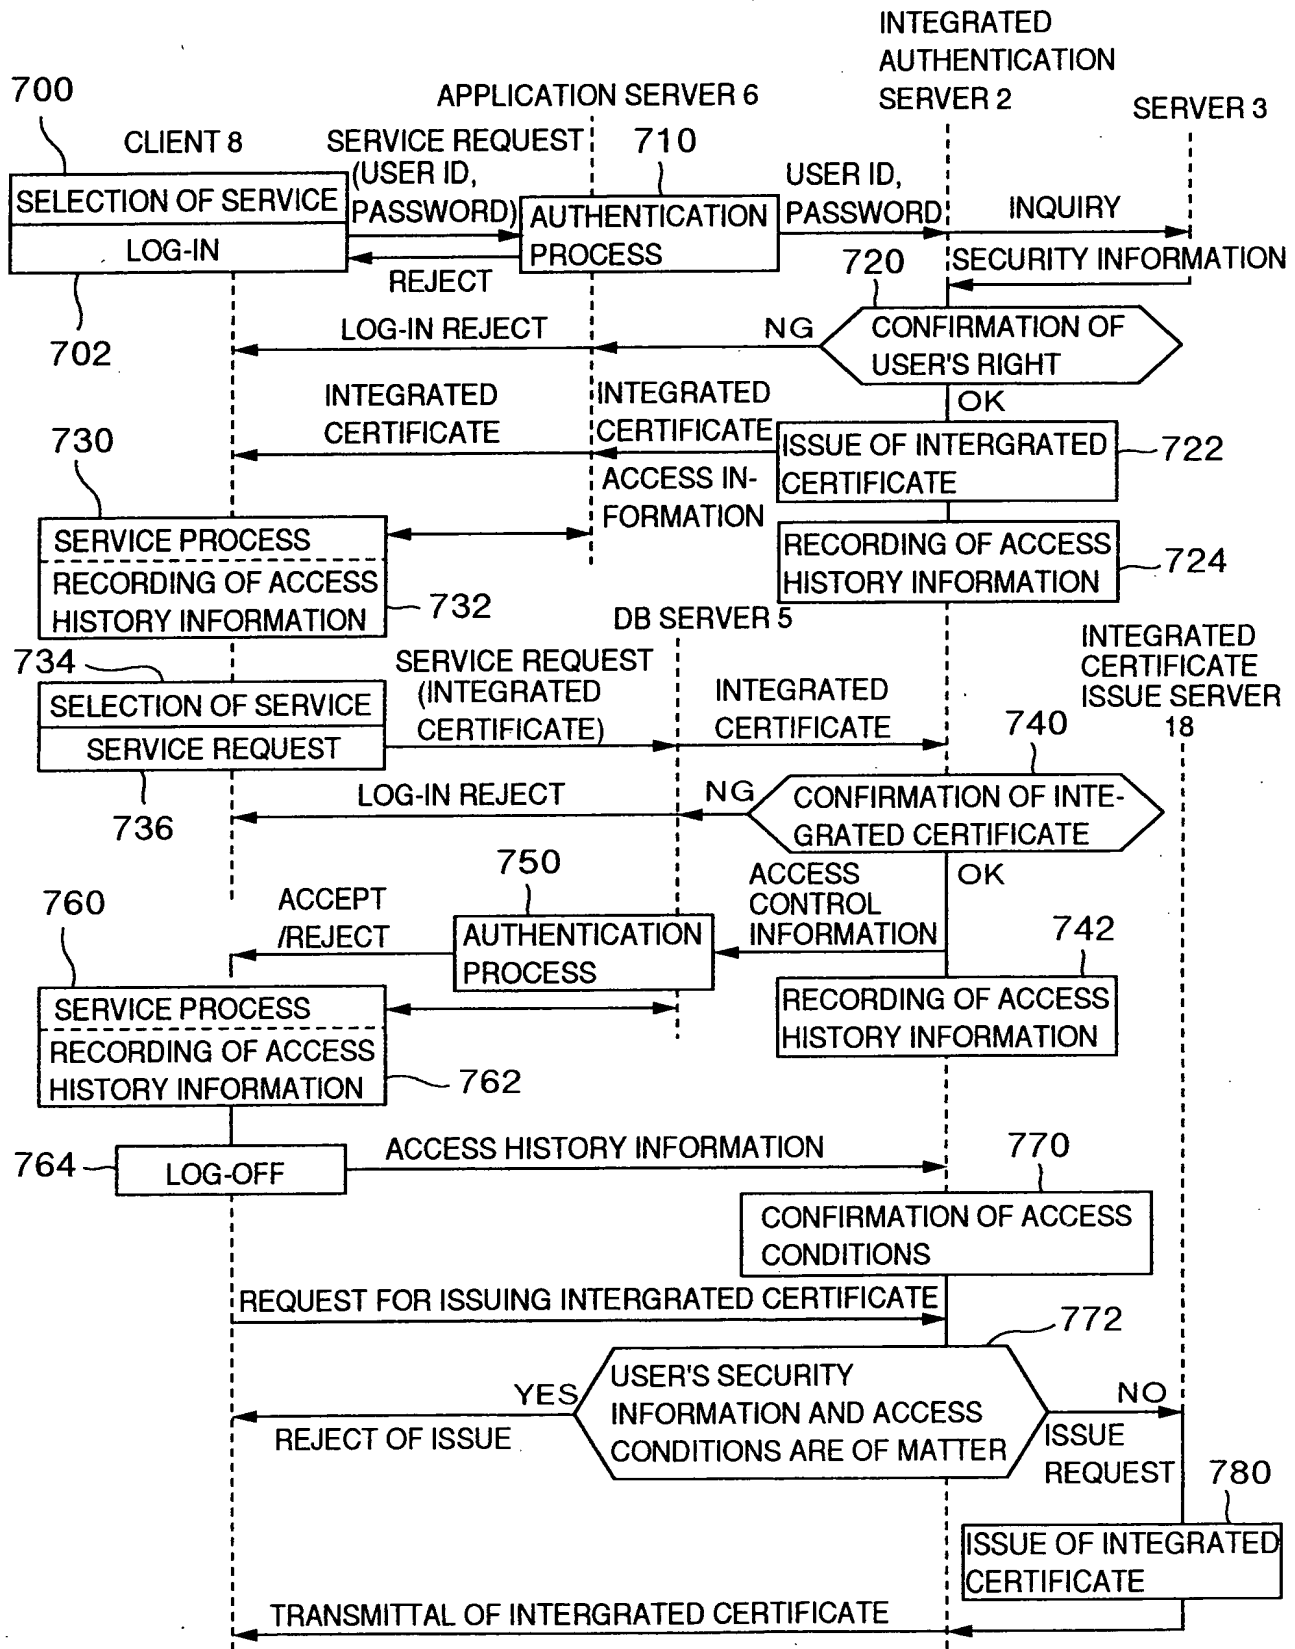 INTEGRATED
AUTHENTICATION
SERVER 2
700
APPLICATION SERVER 6
SERVER 3
CLIENT 8
SERVICE REQUEST
(USER ID,
PASSWORD)
710
SELECTION OF SERVICE
LOG-IN
AUTHENTICATION
PROCESS
USER ID,
PASSWORD
INQUIRY
REJECT
720
SECURITY INFORMATION
702
LOG-IN REJECT
NG
CONFIRMATION OF
USER'S RIGHT
OK
INTEGRATED
CERTIFICATE
INTEGRATED
CERTIFICATE
730
ISSUE OF INTERGRATED
CERTIFICATE
722
ACCESS IN-
FORMATION
SERVICE PROCESS
RECORDING OF ACCESS
HISTORY INFORMATION
732
RECORDING OF ACCESS
HISTORY INFORMATION
724
DB SERVER 5
INTEGRATED
CERTIFICATE
ISSUE SERVER
18
734
SERVICE REQUEST
(INTEGRATED
CERTIFICATE)
INTEGRATED
CERTIFICATE
SELECTION OF SERVICE
SERVICE REQUEST
740
736
LOG-IN REJECT
NG
CONFIRMATION OF INTE-
GRATED CERTIFICATE
OK
750
ACCESS
CONTROL
INFORMATION
760
ACCEPT
/REJECT
AUTHENTICATION
PROCESS
742
SERVICE PROCESS
RECORDING OF ACCESS
HISTORY INFORMATION
762
RECORDING OF ACCESS
HISTORY INFORMATION
764
LOG-OFF
ACCESS HISTORY INFORMATION
770
CONFIRMATION OF ACCESS
CONDITIONS
REQUEST FOR ISSUING INTERGRATED CERTIFICATE
772
USER'S SECURITY
INFORMATION AND ACCESS
CONDITIONS ARE OF MATTER
YES
REJECT OF ISSUE
NO
ISSUE
REQUEST
780
ISSUE OF INTEGRATED
CERTIFICATE
TRANSMITTAL OF INTERGRATED CERTIFICATE